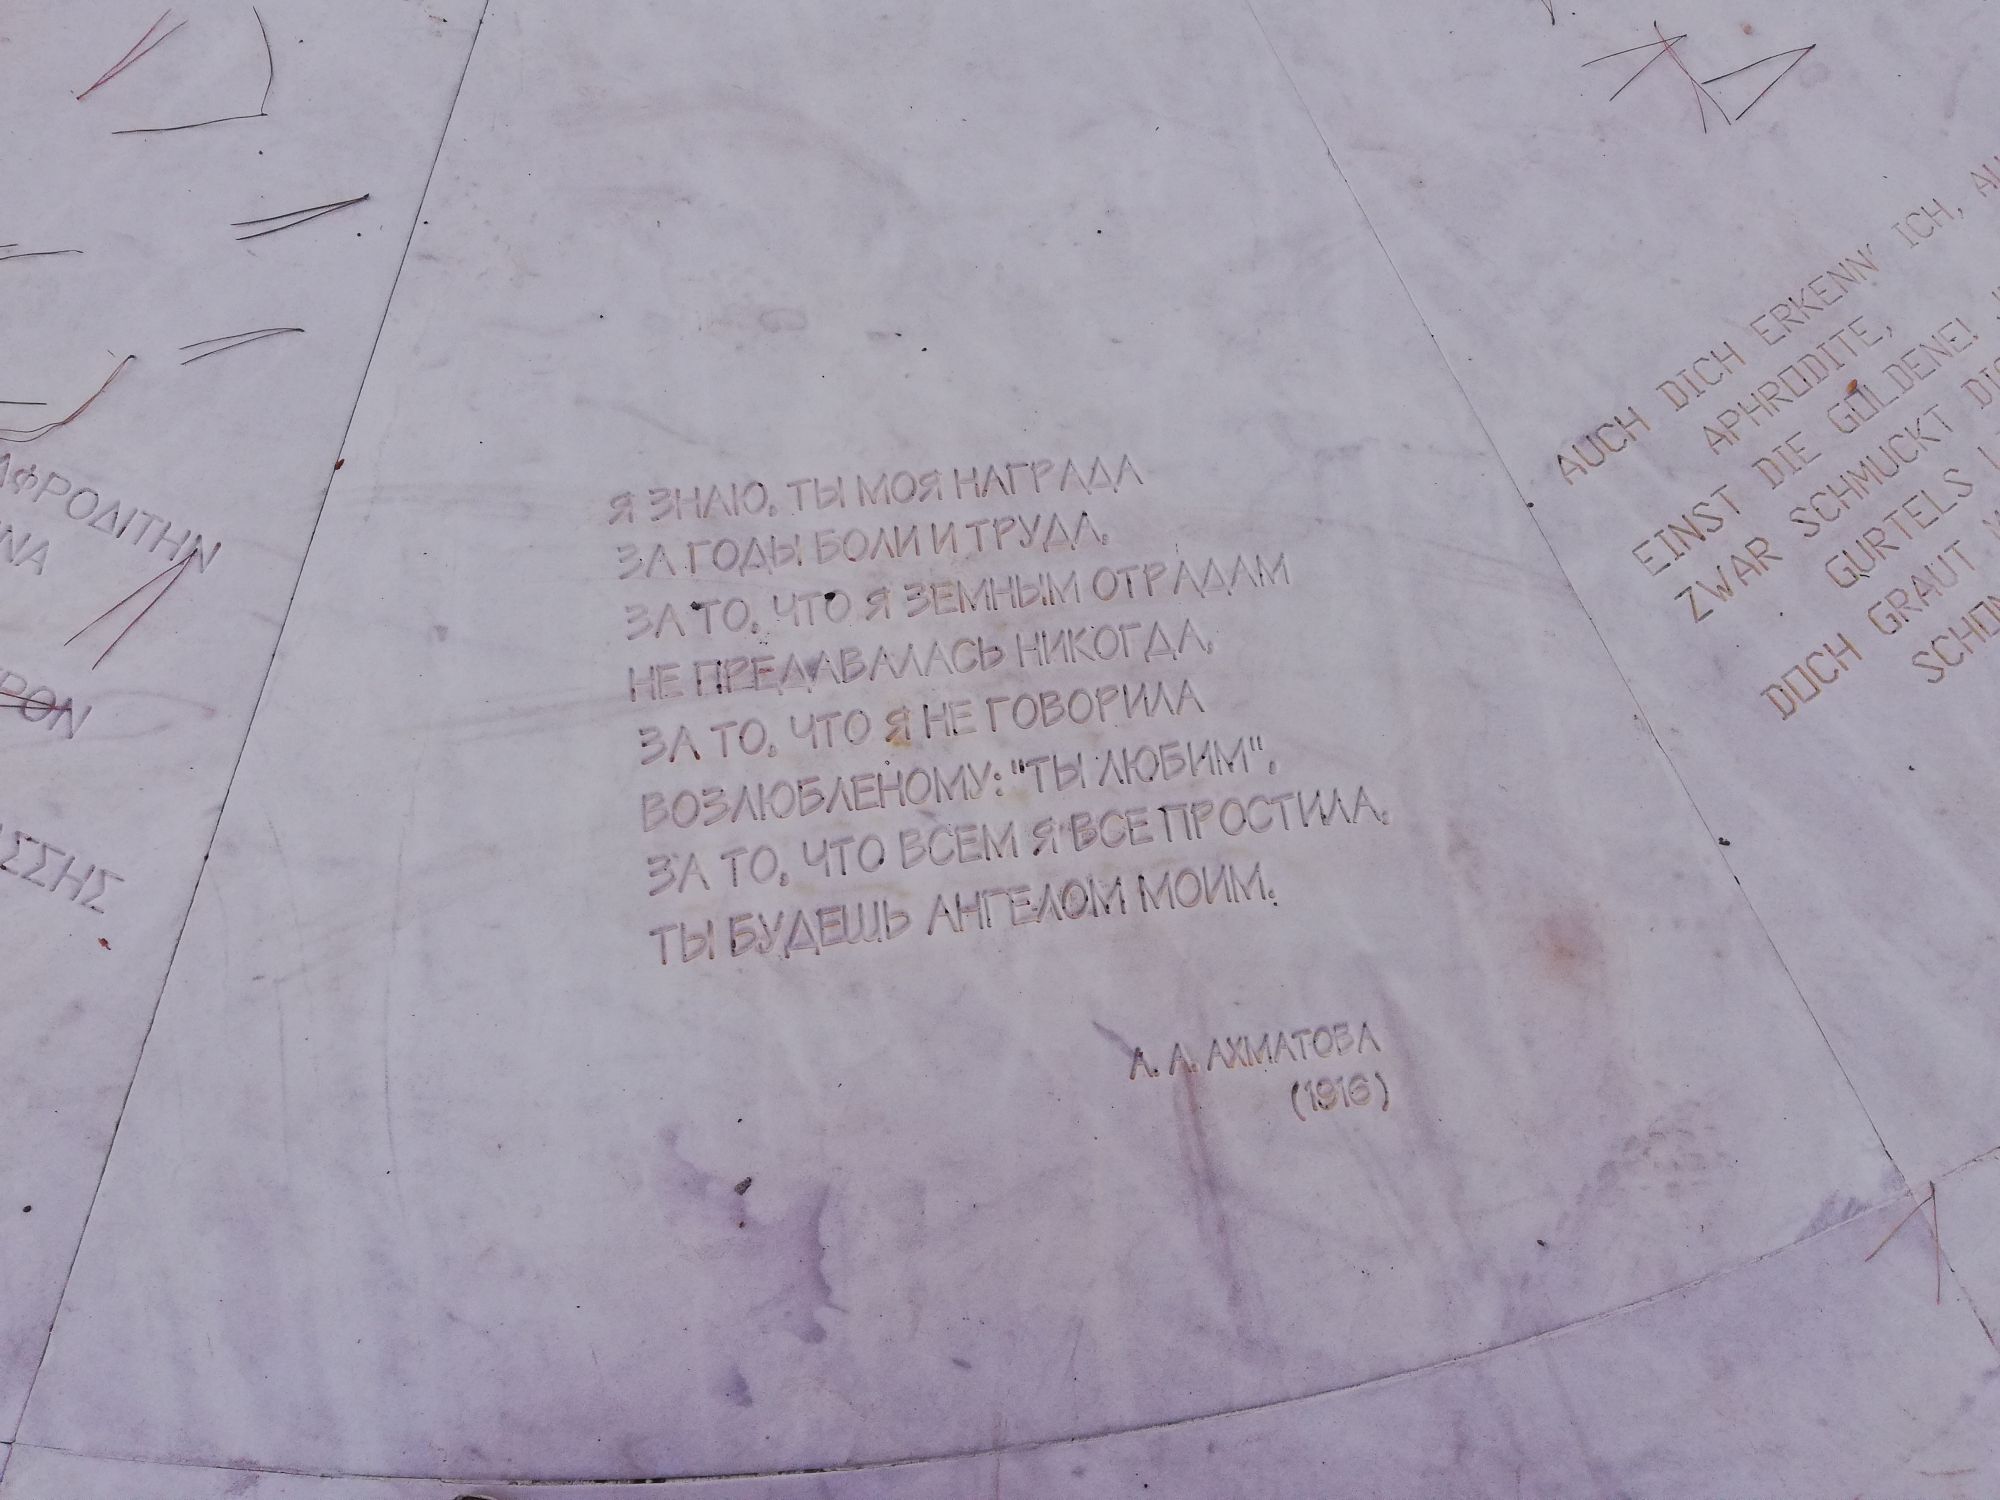 ΑΦΡΟΔΙΤΗΝ
Я ЗНАЮ, ТЫ МОЯ НАГРАДА
ЗА ГОДЫ БОЛИ И ТРУДА,
ЗА ТО, ЧТО Я ЗЕМНЫМ ОТРАДАМ
НЕ ПРЕДАВАЛАСЬ НИКОГДА,
ЗА ТО, ЧТО Я НЕ ГОВОРИЛА
ВОЗЛЮБЛЕНОМУ: "ТЫ ЛЮБИМ",
ЗА ТО, ЧТО ВСЕМ Я ВСЕ ПРОСТИЛА,
ТЫ БУДЕШЬ АНГЕЛОМ МОИМ.
А. А. АХМАТОВА
(1916)
AUCH DICH ERKENN' ICH,
APHRODITE,
EINST DIE GOLDENE!
ZWAR SCHMUCKT
GURTELS
DOCH GRAUT